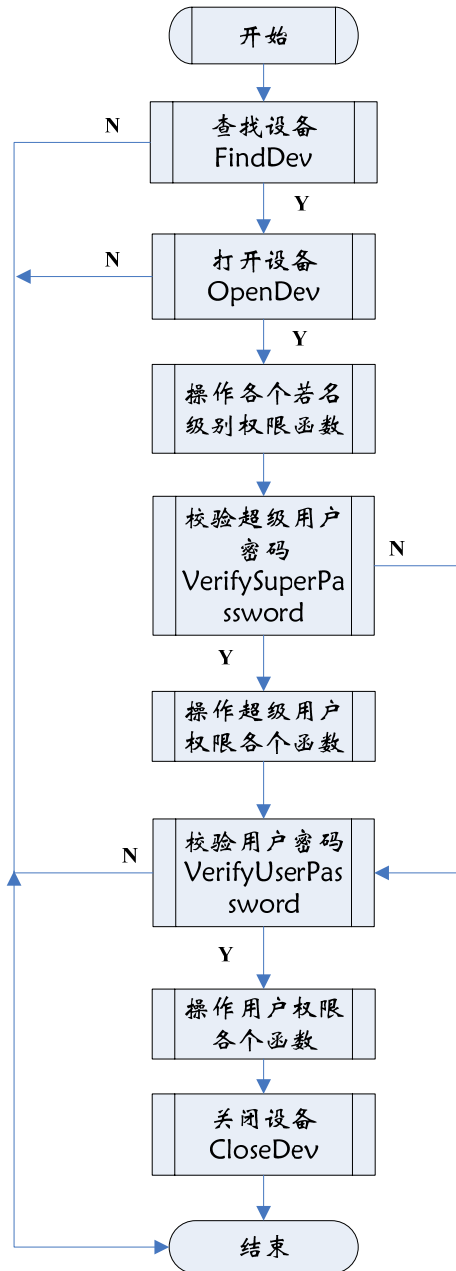 开始
N
查找设备
FindDev
Y
N
打开设备
OpenDev
Y
操作各个若名
级别权限函数
校验超级用户
密码
VerifySuperPa
ssword
N
Y
操作超级用户
权限各个函数
校验用户密码
VerifyUserPas
sword
N
Y
操作用户权限
各个函数
关闭设备
CloseDev
结束